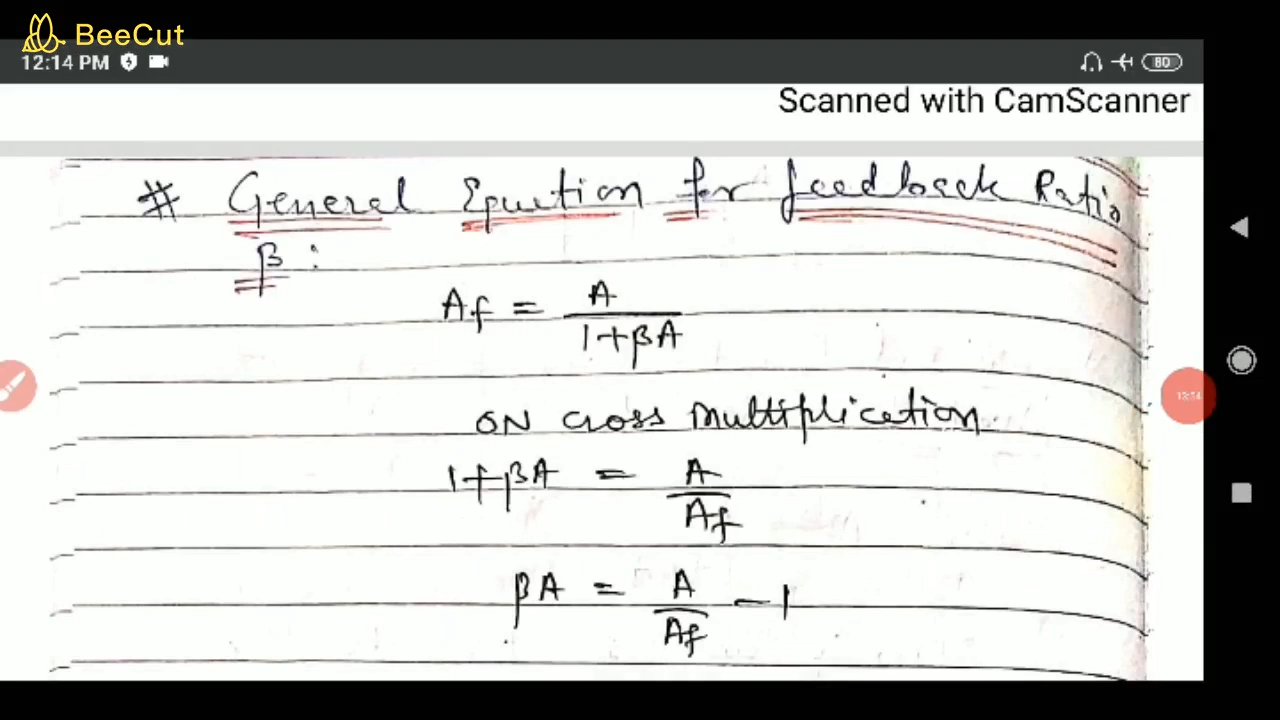 BeeCut
12:14 PM 80
Scanned with CamScanner
# General Equation for feedback Ratio
β :
Af = A / 1+βA
ON cross multiplication
1+βA = A / Af
βA = A / Af - 1